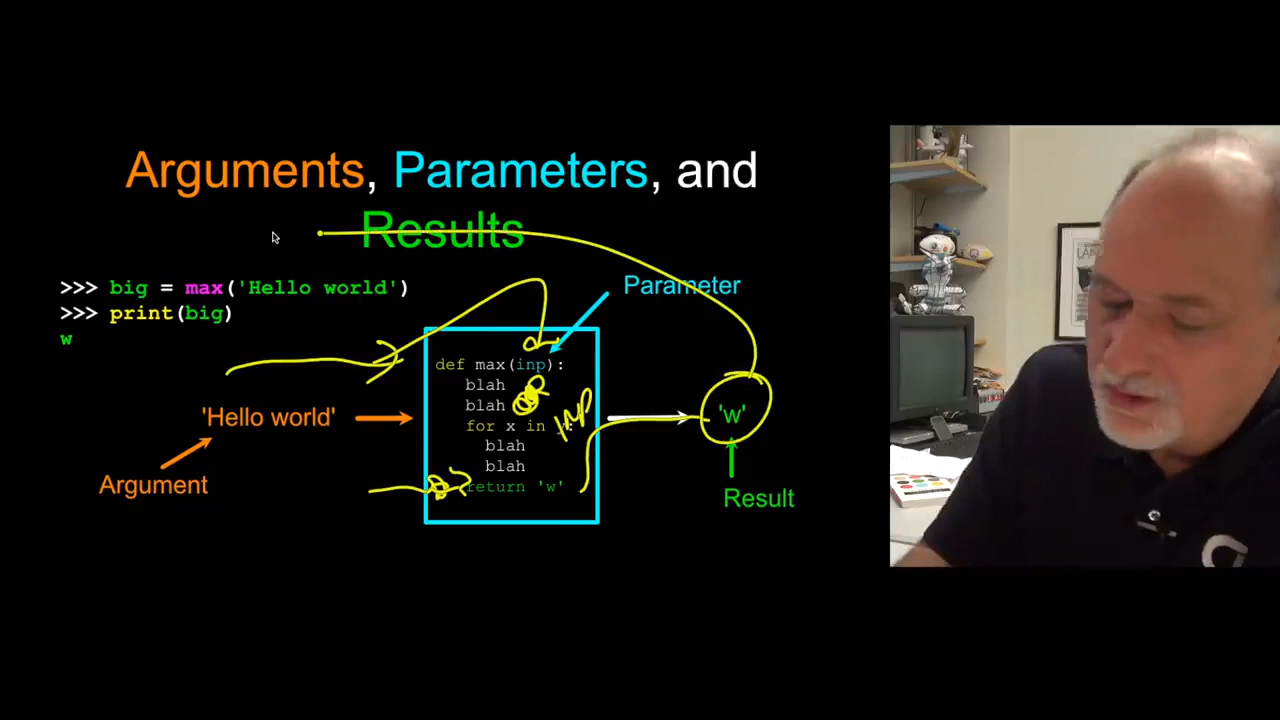 Arguments, Parameters, and
Results
>>> big = max('Hello world')
>>> print(big)
w
Parameter
def max(inp):
blah
blah
for x in y:
blah
blah
return 'w'
inp
'Hello world'
'w'
Argument
Result